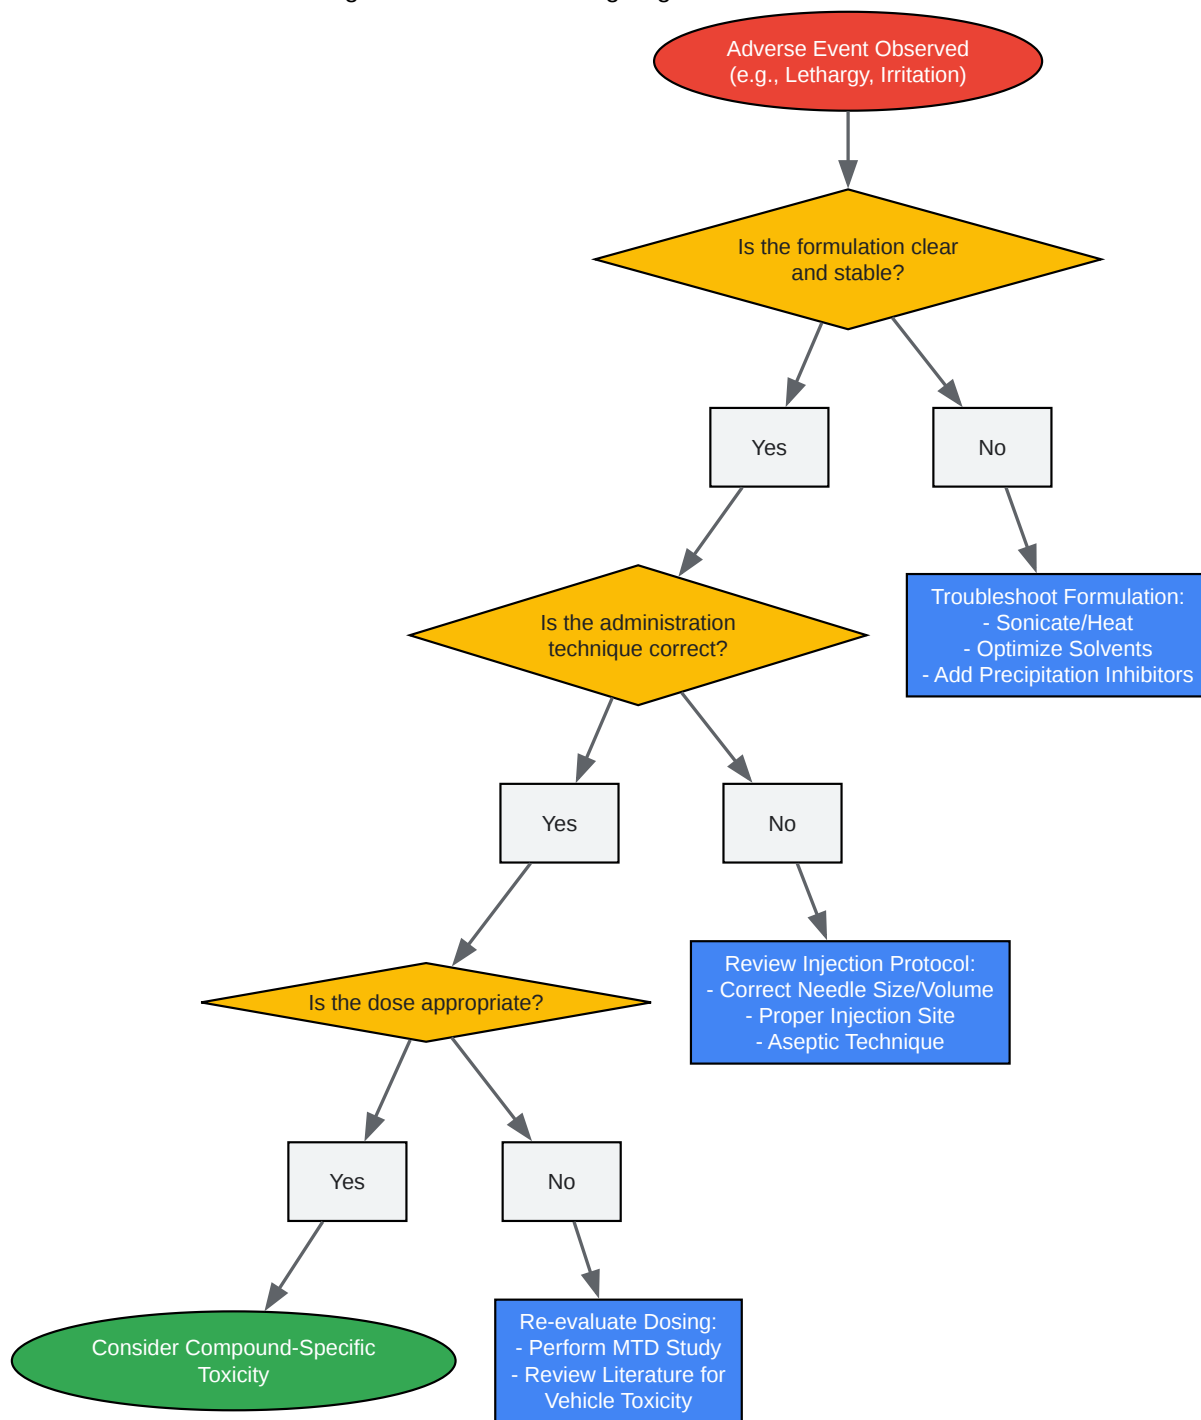 Adverse Event Observed
(e.g., Lethargy, Irritation)
Is the formulation clear
and stable?
Yes
No
Troubleshoot Formulation:
- Sonicate/Heat
- Optimize Solvents
- Add Precipitation Inhibitors
Is the administration
technique correct?
Yes
No
Review Injection Protocol:
- Correct Needle Size/Volume
- Proper Injection Site
- Aseptic Technique
Is the dose appropriate?
Yes
No
Consider Compound-Specific
Toxicity
Re-evaluate Dosing:
- Perform MTD Study
- Review Literature for
Vehicle Toxicity